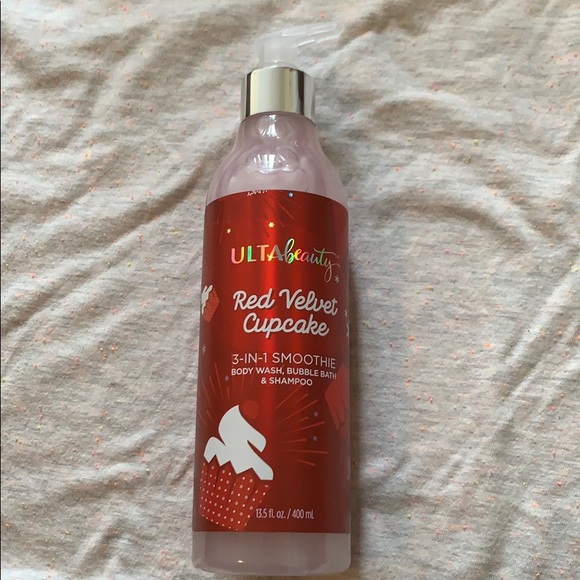 ULTAbeauty
Red Velvet
Cupcake
3-IN-1 SMOOTHIE
BODY WASH, BUBBLE BATH
& SHAMPOO
13.5 fl. oz. / 400 mL